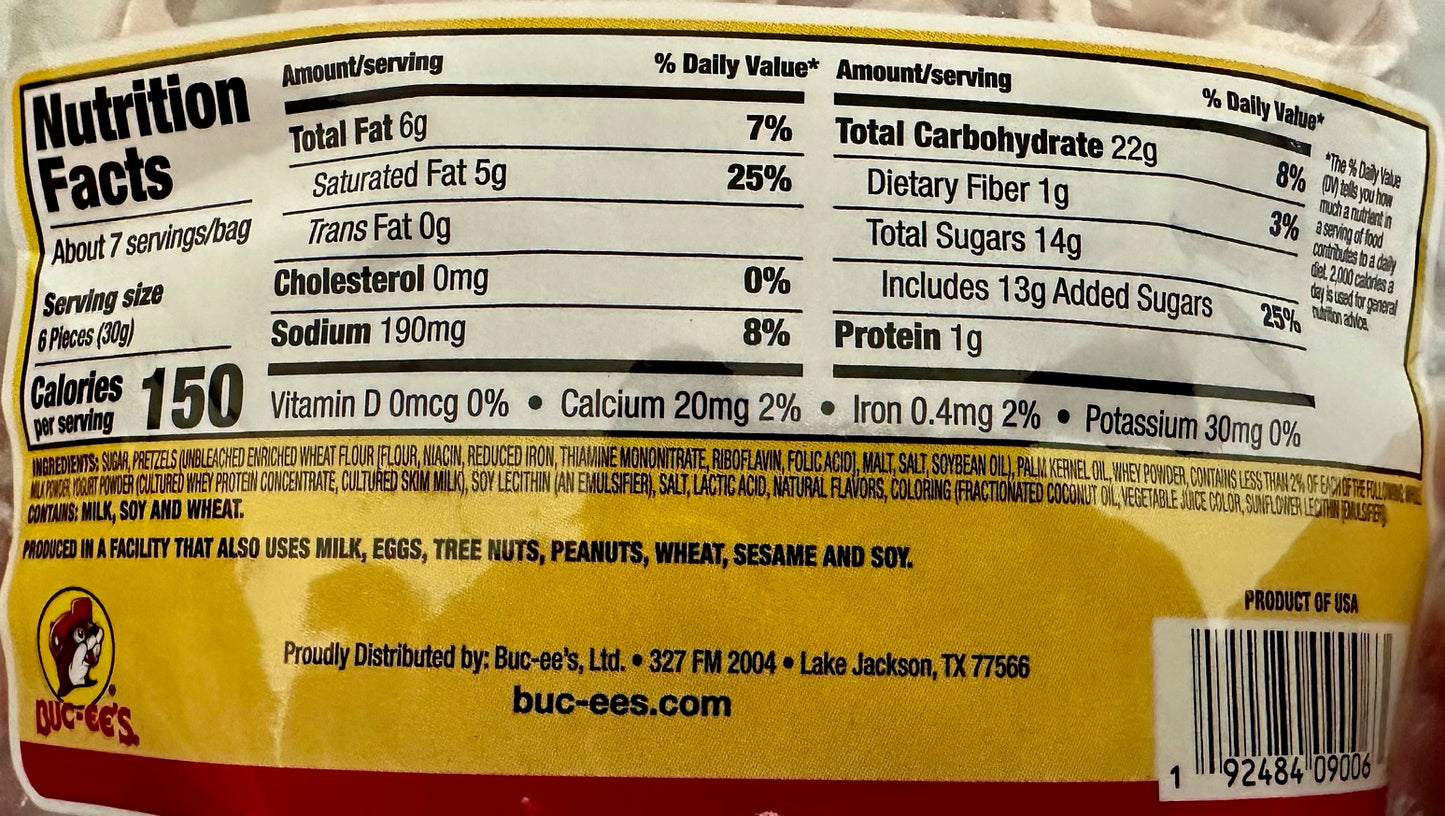 Nutrition
Facts
About 7 servings/bag
Serving size
6 Pieces (30g)
Calories
per serving
150
Amount/serving % Daily Value*
Total Fat 6g 7%
Saturated Fat 5g 25%
Trans Fat 0g
Cholesterol 0mg 0%
Sodium 190mg 8%
Amount/serving % Daily Value*
Total Carbohydrate 22g 8%
Dietary Fiber 1g 3%
Total Sugars 14g
Includes 13g Added Sugars 25%
Protein 1g
*The % Daily Value
(DV) tells you how
much a nutrient in
a serving of food
contributes to a daily
diet. 2,000 calories a
day is used for general
nutrition advice.
Vitamin D 0mcg 0% • Calcium 20mg 2% • Iron 0.4mg 2% • Potassium 30mg 0%
INGREDIENTS: SUGAR, PRETZELS (UNBLEACHED ENRICHED WHEAT FLOUR [FLOUR, NIACIN, REDUCED IRON, THIAMINE MONONITRATE, RIBOFLAVIN, FOLIC ACID], MALT, SALT, SOYBEAN OIL), PALM KERNEL OIL, WHEY POWDER, CONTAINS LESS THAN 2% OF EACH OF THE FOLLOWING: WHOLE
MILK POWDER, YOGURT POWDER (CULTURED WHEY PROTEIN CONCENTRATE, CULTURED SKIM MILK), SOY LECITHIN (AN EMULSIFIER), SALT, LACTIC ACID, NATURAL FLAVORS, COLORING (FRACTIONATED COCONUT OIL, VEGETABLE JUICE COLOR, SUNFLOWER LECITHIN [EMULSIFIER]).
CONTAINS: MILK, SOY AND WHEAT.
PRODUCED IN A FACILITY THAT ALSO USES MILK, EGGS, TREE NUTS, PEANUTS, WHEAT, SESAME AND SOY.
PRODUCT OF USA
BUC-EE'S
Proudly Distributed by: Buc-ee's, Ltd. • 327 FM 2004 • Lake Jackson, TX 77566
buc-ees.com
1 92484 09006